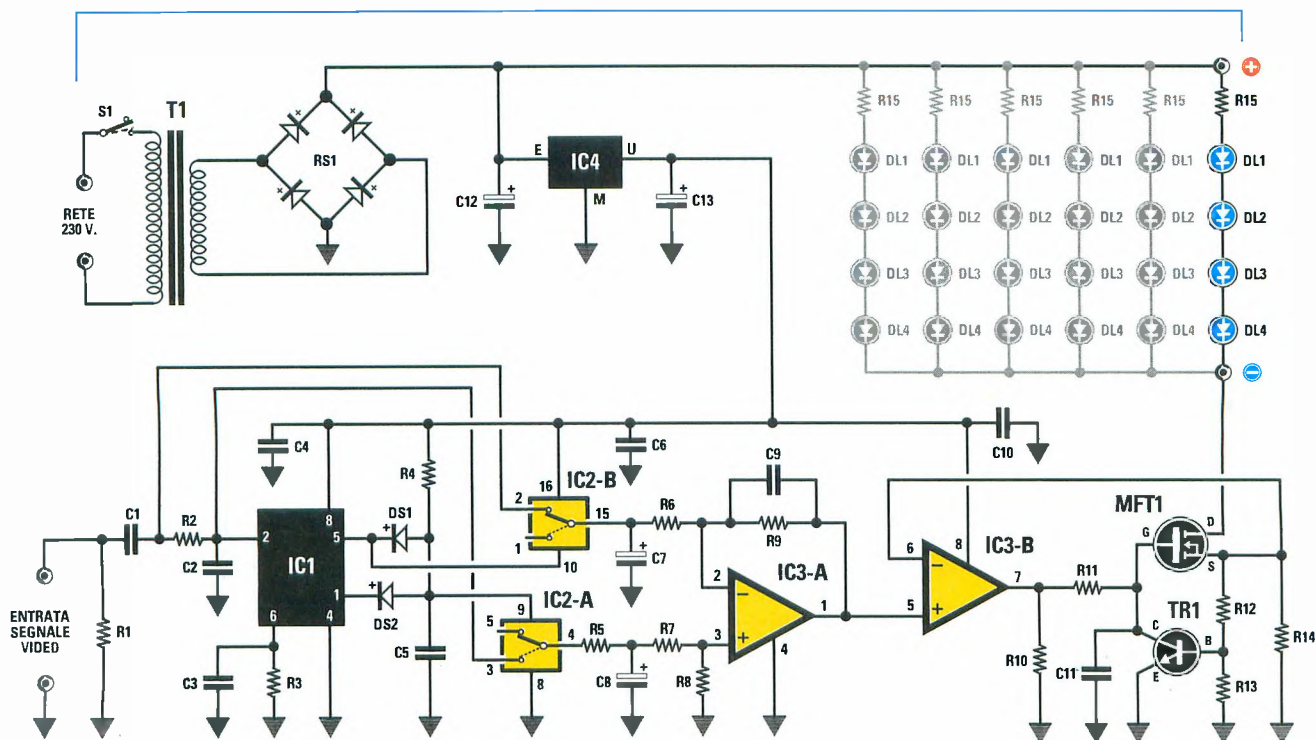 S1
T1
RETE
230 V.
RS1
E
IC4
U
M
C12
+
C13
+
R15
R15
R15
R15
R15
R15
+
DL1
DL1
DL1
DL1
DL1
DL1
DL2
DL2
DL2
DL2
DL2
DL2
DL3
DL3
DL3
DL3
DL3
DL3
DL4
DL4
DL4
DL4
DL4
DL4
−
C4
R4
C6
C10
C9
R9
IC2-B
16
2
15
1
10
R6
C7
+
C1
R2
C2
2
8
5
IC1
1
6
4
DS1
+
DS2
+
IC2-A
9
5
4
3
8
R5
R7
C8
+
R8
C5
C3
R3
ENTRATA
SEGNALE
VIDEO
R1
IC3-A
2
−
3
+
1
4
IC3-B
6
−
5
+
8
7
R10
R11
C11
MFT1
G
D
S
TR1
C
B
E
R12
R13
R14